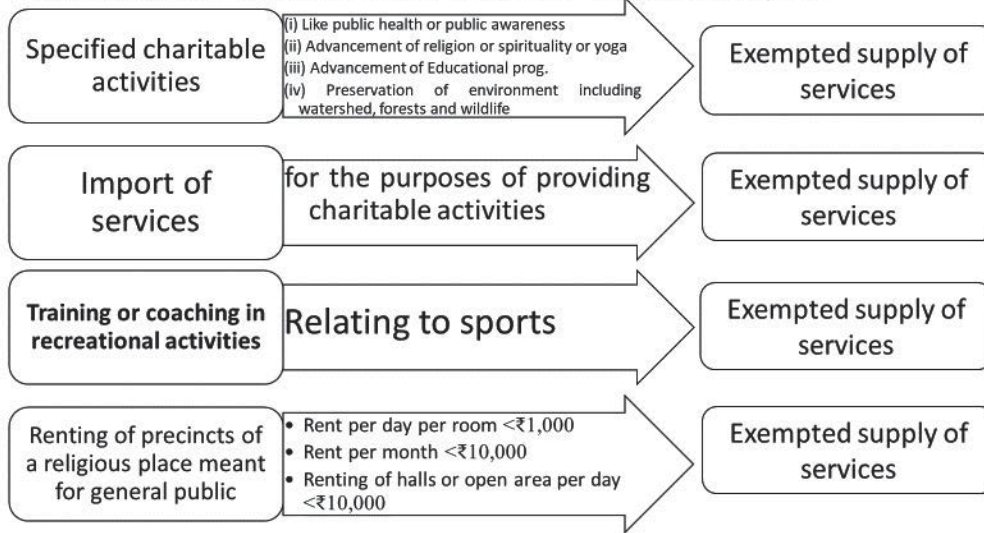 Specified charitable
activities
(i) Like public health or public awareness
(ii) Advancement of religion or spirituality or yoga
(iii) Advancement of Educational prog.
(iv) Preservation of environment including
watershed, forests and wildlife
Exempted supply of
services
Import of
services
for the purposes of providing
charitable activities
Exempted supply of
services
Training or coaching in
recreational activities
Relating to sports
Exempted supply of
services
Renting of precincts of
a religious place meant
for general public
• Rent per day per room <₹1,000
• Rent per month <₹10,000
• Renting of halls or open area per day
<₹10,000
Exempted supply of
services